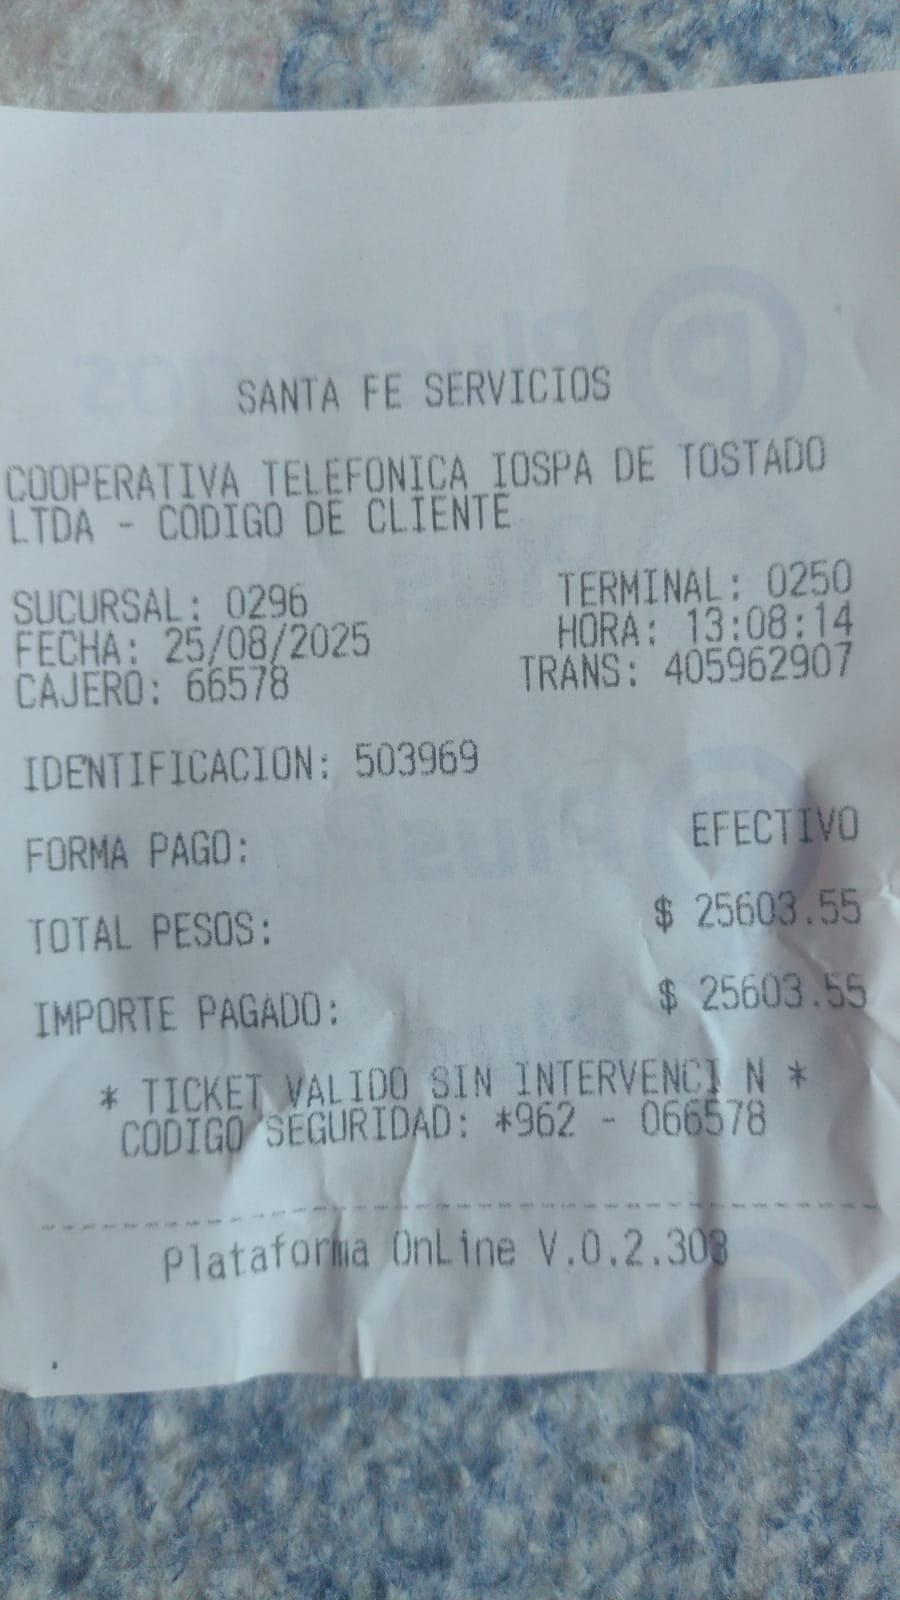 SANTA FE SERVICIOS
COOPERATIVA TELEFONICA IOSPA DE TOSTADO
LTDA - CODIGO DE CLIENTE
SUCURSAL: 0296 TERMINAL: 0250
FECHA: 25/08/2025 HORA: 13:08:14
CAJERO: 66578 TRANS: 405962907
IDENTIFICACION: 503969
FORMA PAGO: EFECTIVO
TOTAL PESOS: $ 25603.55
IMPORTE PAGADO: $ 25603.55
* TICKET VALIDO SIN INTERVENCI N *
CODIGO SEGURIDAD: *962 - 066578
Plataforma OnLine V.0.2.308